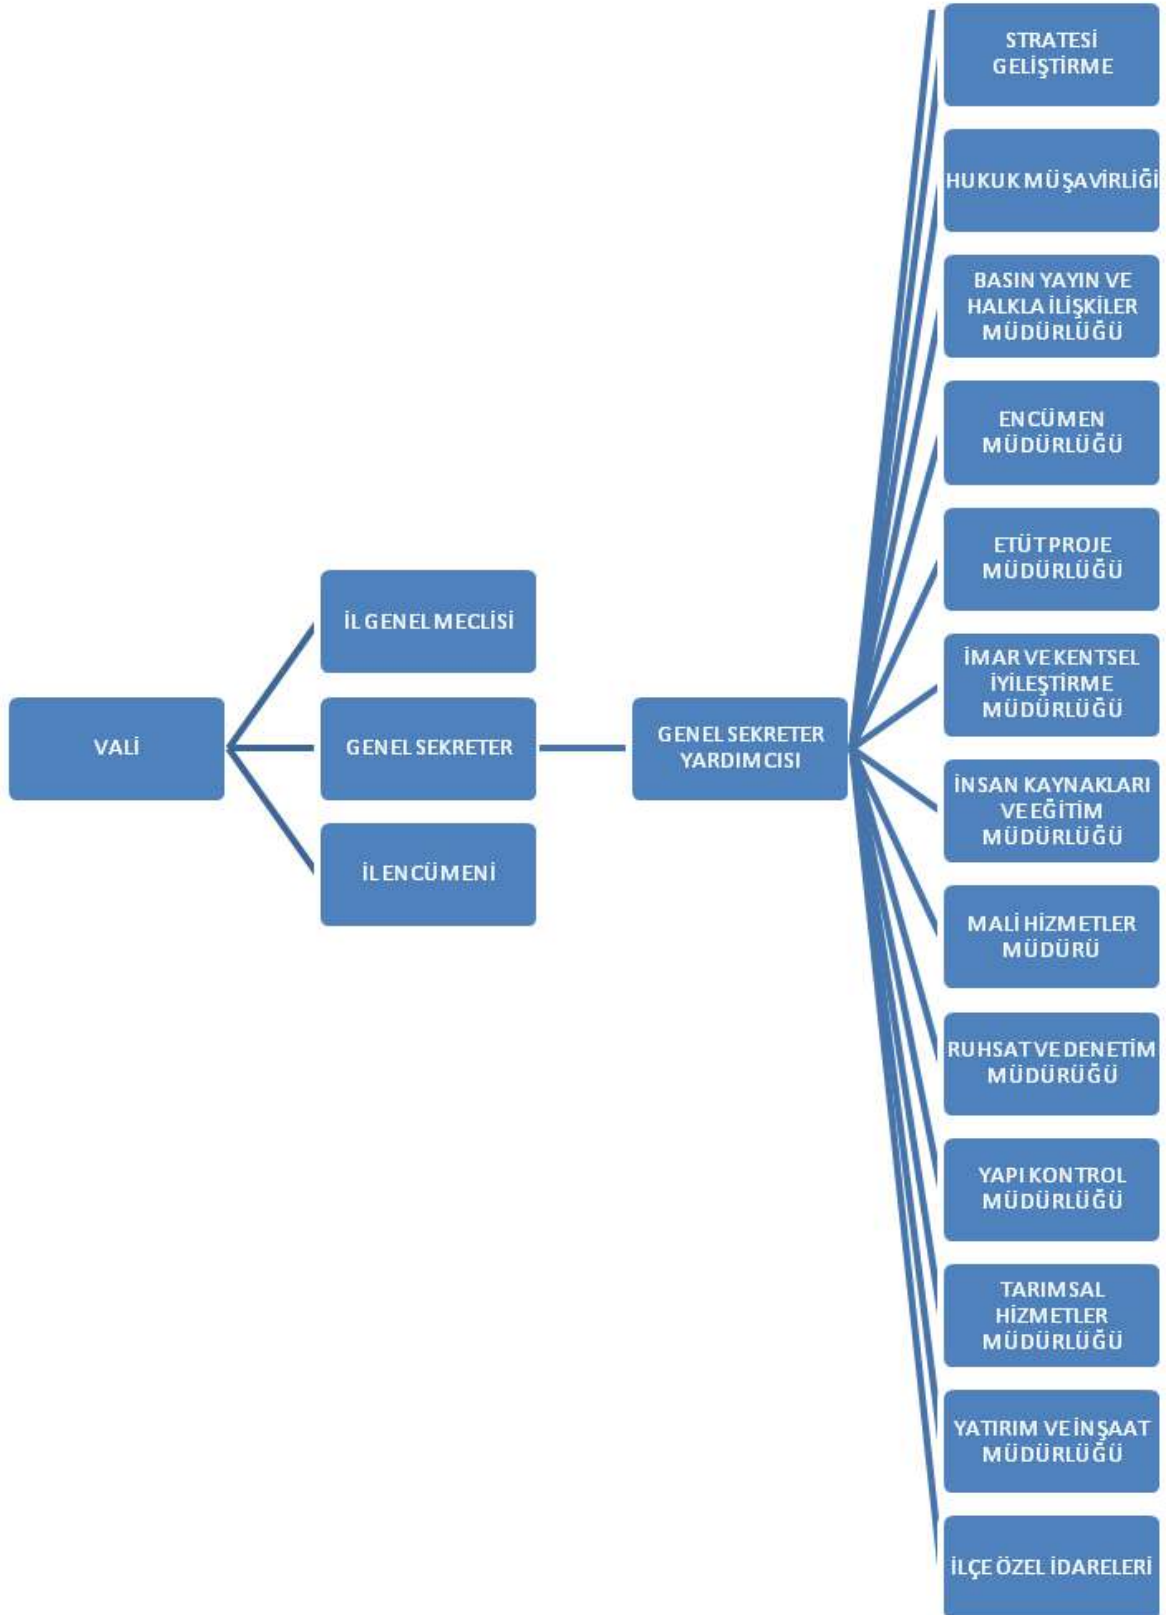 VALİ
İL GENEL MECLİSİ
GENEL SEKRETER
İL ENCÜMENİ
GENEL SEKRETER
YARDIMCISI
STRATESİ
GELİŞTİRME
HUKUK MÜŞAVİRLİĞİ
BASIN YAYIN VE
HALKLA İLİŞKİLER
MÜDÜRLÜĞÜ
ENCÜMEN
MÜDÜRLÜĞÜ
ETÜT PROJE
MÜDÜRLÜĞÜ
İMAR VE KENTSEL
İYİLEŞTİRME
MÜDÜRLÜĞÜ
İNSAN KAYNAKLARI
VE EĞİTİM
MÜDÜRLÜĞÜ
MALİ HİZMETLER
MÜDÜRÜ
RUHSAT VE DENETİM
MÜDÜRÜĞÜ
YAPI KONTROL
MÜDÜRLÜĞÜ
TARIMSAL
HİZMETLER
MÜDÜRLÜĞÜ
YATIRIM VE İNŞAAT
MÜDÜRLÜĞÜ
İLÇE ÖZEL İDARELERİ